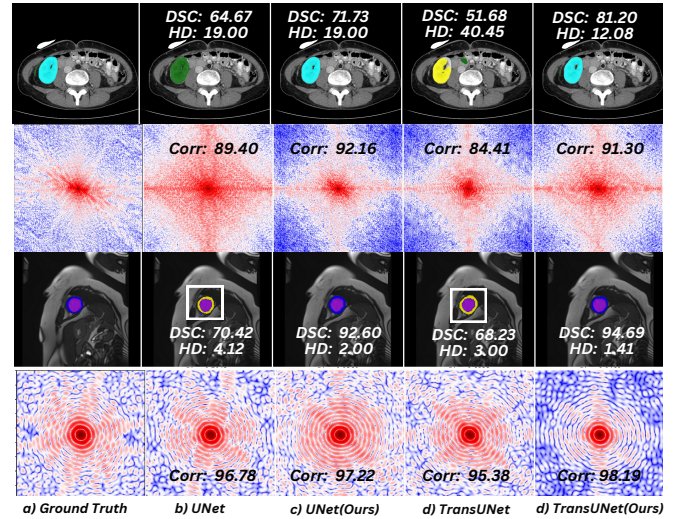 DSC: 64.67
HD: 19.00
DSC: 71.73
HD: 19.00
DSC: 51.68
HD: 40.45
DSC: 81.20
HD: 12.08
Corr: 89.40
Corr: 92.16
Corr: 84.41
Corr: 91.30
DSC: 70.42
HD: 4.12
DSC: 92.60
HD: 2.00
DSC: 68.23
HD: 3.00
DSC: 94.69
HD: 1.41
Corr: 96.78
Corr: 97.22
Corr: 95.38
Corr: 98.19
a) Ground Truth
b) UNet
c) UNet(Ours)
d) TransUNet
d) TransUNet(Ours)